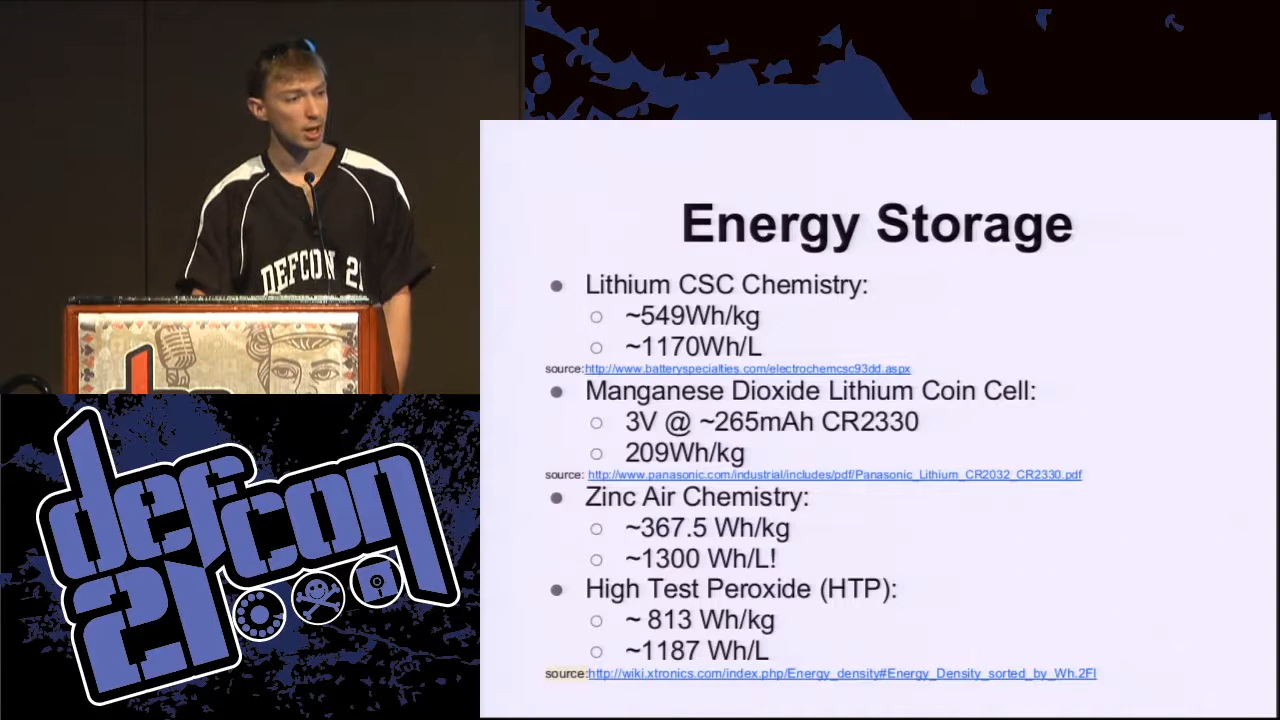 DEFCON 21
defcon
21
Energy Storage
● Lithium CSC Chemistry:
○ ~549Wh/kg
○ ~1170Wh/L
source:http://www.batteryspecialties.com/electrochemcsc93dd.aspx
● Manganese Dioxide Lithium Coin Cell:
○ 3V @ ~265mAh CR2330
○ 209Wh/kg
source: http://www.panasonic.com/industrial/includes/pdf/Panasonic_Lithium_CR2032_CR2330.pdf
● Zinc Air Chemistry:
○ ~367.5 Wh/kg
○ ~1300 Wh/L!
● High Test Peroxide (HTP):
○ ~ 813 Wh/kg
○ ~1187 Wh/L
source:http://wiki.xtronics.com/index.php/Energy_density#Energy_Density_sorted_by_Wh.2Fl